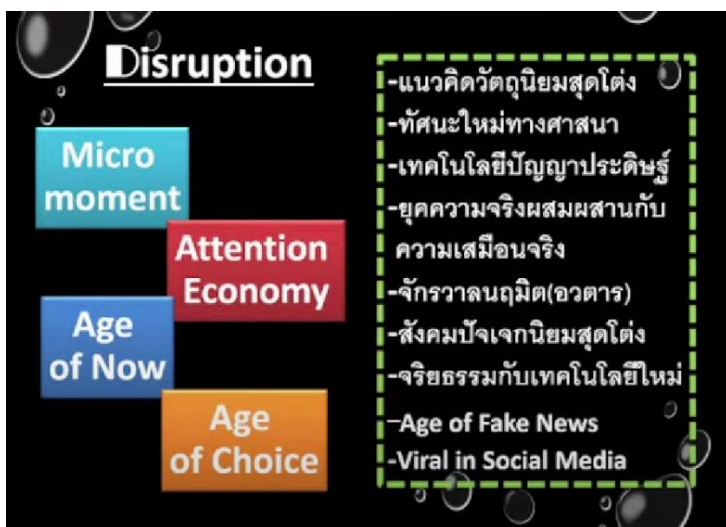 Disruption
Micro
moment
Attention
Economy
Age
of Now
Age
of Choice
-แนวคิดวัตถุนิยมสุดโต่ง
-ทัศนะใหม่ทางศาสนา
-เทคโนโลยีปัญญาประดิษฐ์
-ยุคความจริงผสมผสานกับ
ความเสมือนจริง
-จักรวาลนฤมิต(อวตาร)
-สังคมปัจเจกนิยมสุดโต่ง
-จริยธรรมกับเทคโนโลยีใหม่
-Age of Fake News
-Viral in Social Media